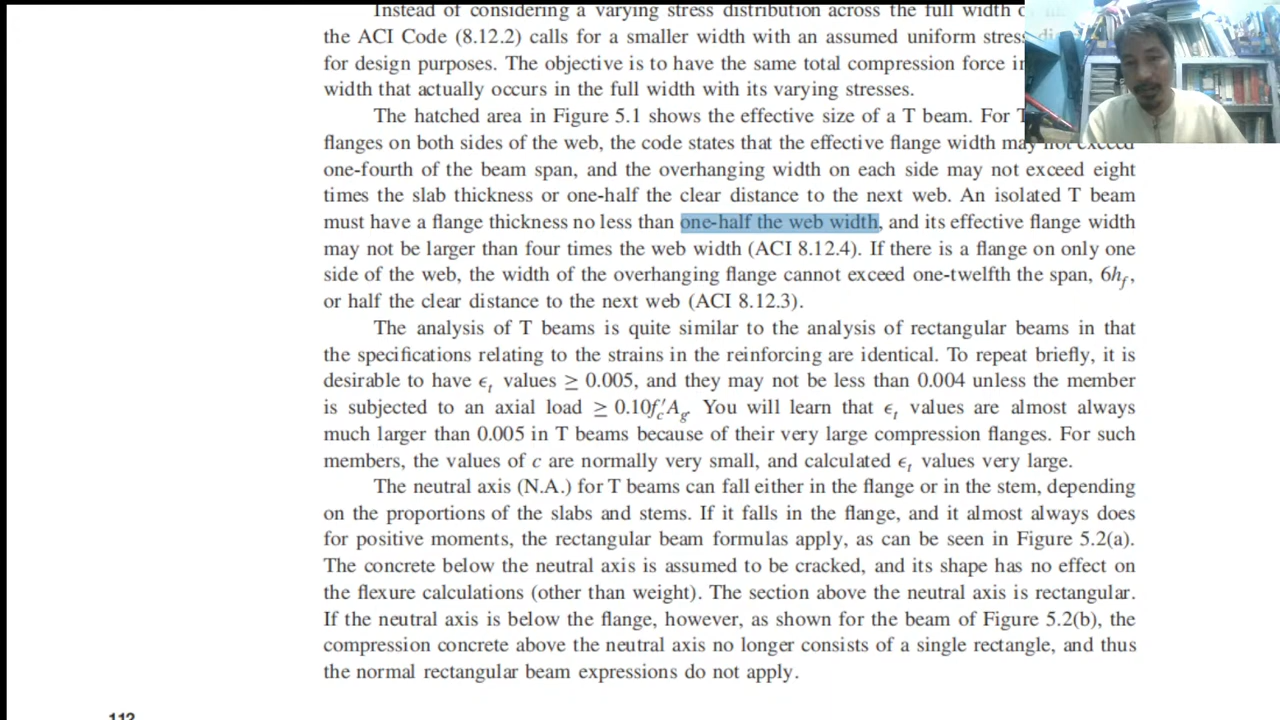 Instead of considering a varying stress distribution across the full width
the ACI Code (8.12.2) calls for a smaller width with an assumed uniform stress
for design purposes. The objective is to have the same total compression force
width that actually occurs in the full width with its varying stresses.
The hatched area in Figure 5.1 shows the effective size of a T beam. For T
flanges on both sides of the web, the code states that the effective flange width may not exceed
one-fourth of the beam span, and the overhanging width on each side may not exceed eight
times the slab thickness or one-half the clear distance to the next web. An isolated T beam
must have a flange thickness no less than one-half the web width, and its effective flange width
may not be larger than four times the web width (ACI 8.12.4). If there is a flange on only one
side of the web, the width of the overhanging flange cannot exceed one-twelfth the span, 6h_f,
or half the clear distance to the next web (ACI 8.12.3).
The analysis of T beams is quite similar to the analysis of rectangular beams in that
the specifications relating to the strains in the reinforcing are identical. To repeat briefly, it is
desirable to have ϵ_t values ≥ 0.005, and they may not be less than 0.004 unless the member
is subjected to an axial load ≥ 0.10f′_c A_g. You will learn that ϵ_t values are almost always
much larger than 0.005 in T beams because of their very large compression flanges. For such
members, the values of c are normally very small, and calculated ϵ_t values very large.
The neutral axis (N.A.) for T beams can fall either in the flange or in the stem, depending
on the proportions of the slabs and stems. If it falls in the flange, and it almost always does
for positive moments, the rectangular beam formulas apply, as can be seen in Figure 5.2(a).
The concrete below the neutral axis is assumed to be cracked, and its shape has no effect on
the flexure calculations (other than weight). The section above the neutral axis is rectangular.
If the neutral axis is below the flange, however, as shown for the beam of Figure 5.2(b), the
compression concrete above the neutral axis no longer consists of a single rectangle, and thus
the normal rectangular beam expressions do not apply.
112